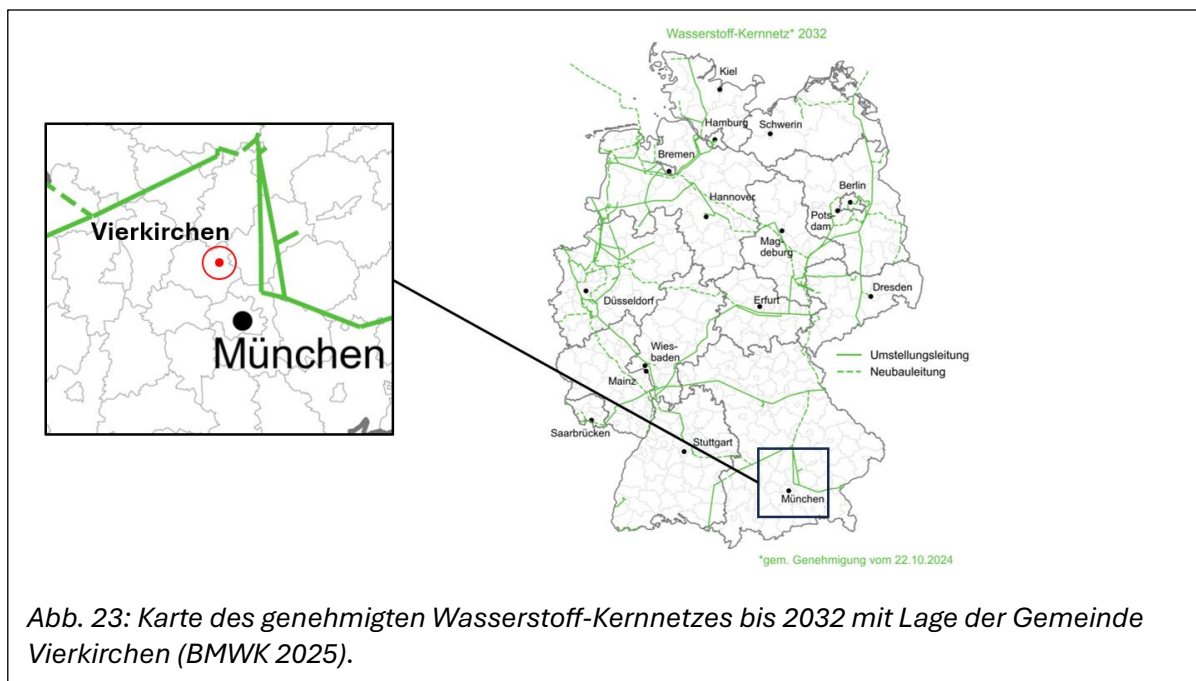 Wasserstoff-Kernnetz* 2032
Kiel
Hamburg
Schwerin
Bremen
Berlin
Hannover
Pots-
dam
Mag-
deburg
Düsseldorf
Erfurt
Dresden
Wies-
baden
Mainz
Umstellungsleitung
Neubauleitung
Saarbrücken
Stuttgart
München
*gem. Genehmigung vom 22.10.2024
Vierkirchen
München
Abb. 23: Karte des genehmigten Wasserstoff-Kernnetzes bis 2032 mit Lage der Gemeinde
Vierkirchen (BMWK 2025).